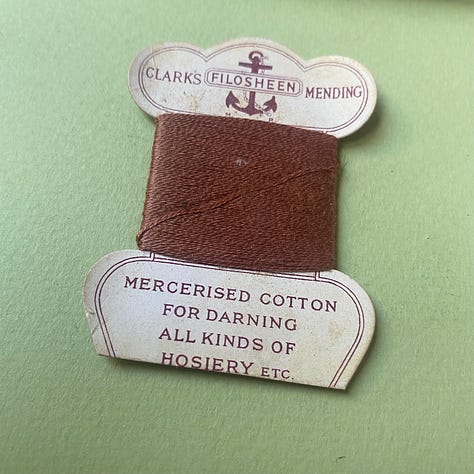 CLARK'S FILOSHEEN MENDING
MERCERISED COTTON
FOR DARNING
ALL KINDS OF
HOSIERY ETC.